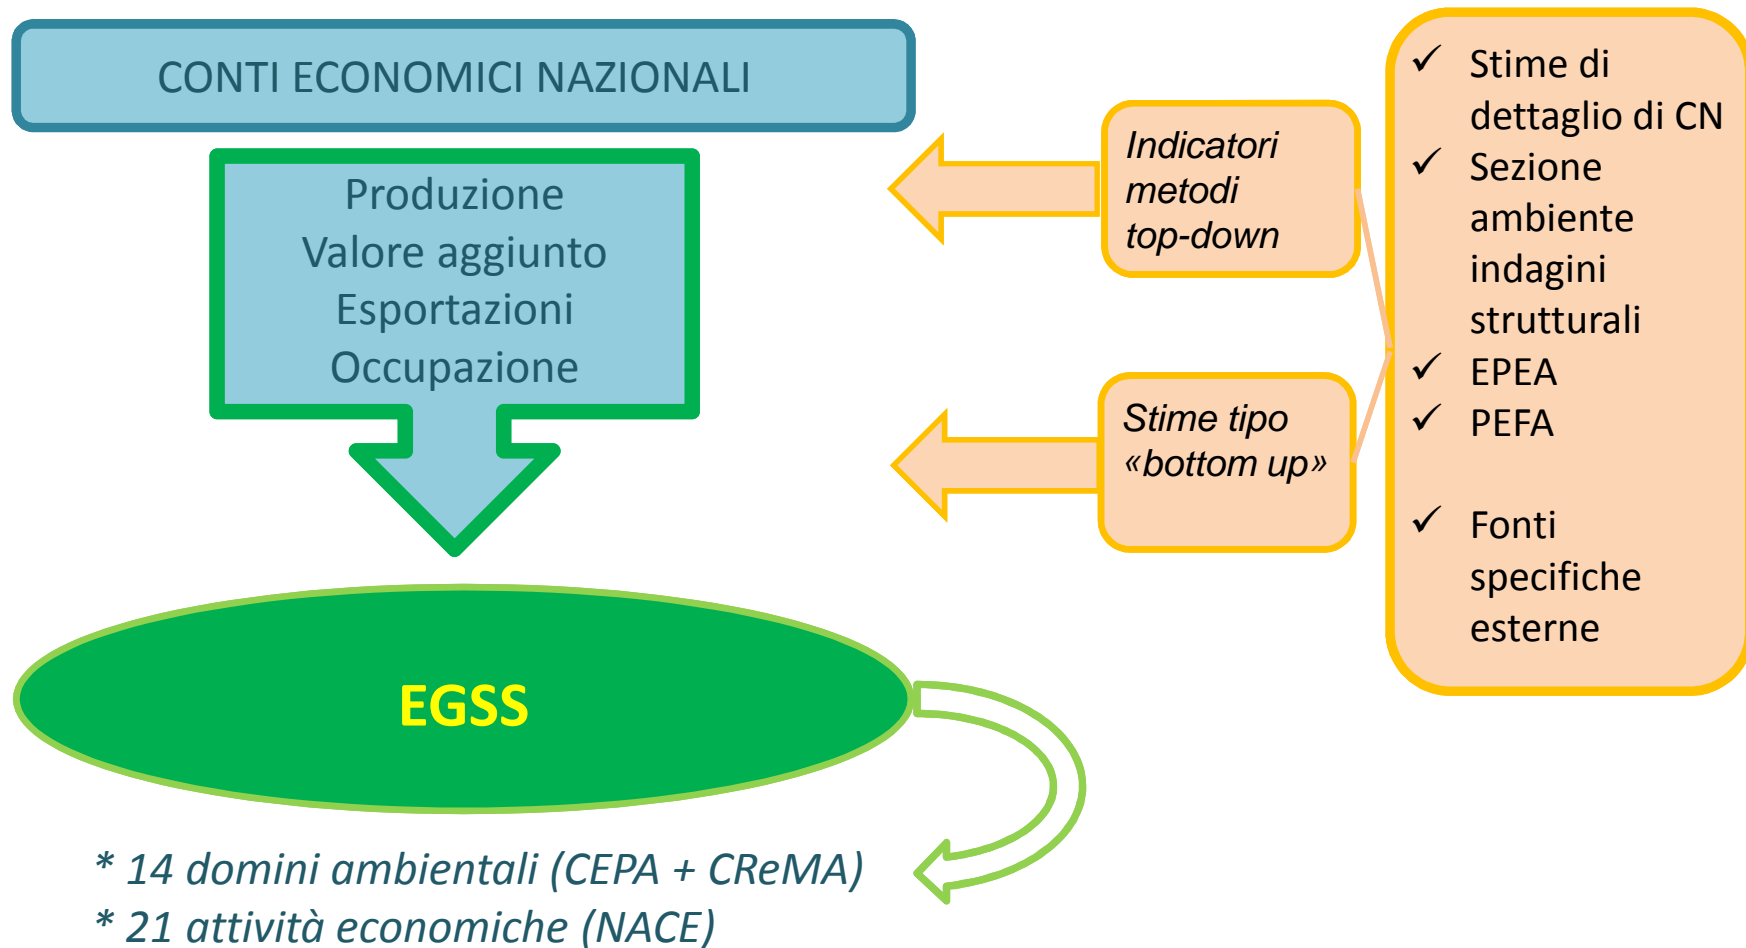 CONTI ECONOMICI NAZIONALI
Produzione
Valore aggiunto
Esportazioni
Occupazione
Indicatori
metodi
top-down
Stime tipo
«bottom up»
✓ Stime di
dettaglio di CN
✓ Sezione
ambiente
indagini
strutturali
✓ EPEA
✓ PEFA
✓ Fonti
specifiche
esterne
EGSS
* 14 domini ambientali (CEPA + CReMA)
* 21 attività economiche (NACE)